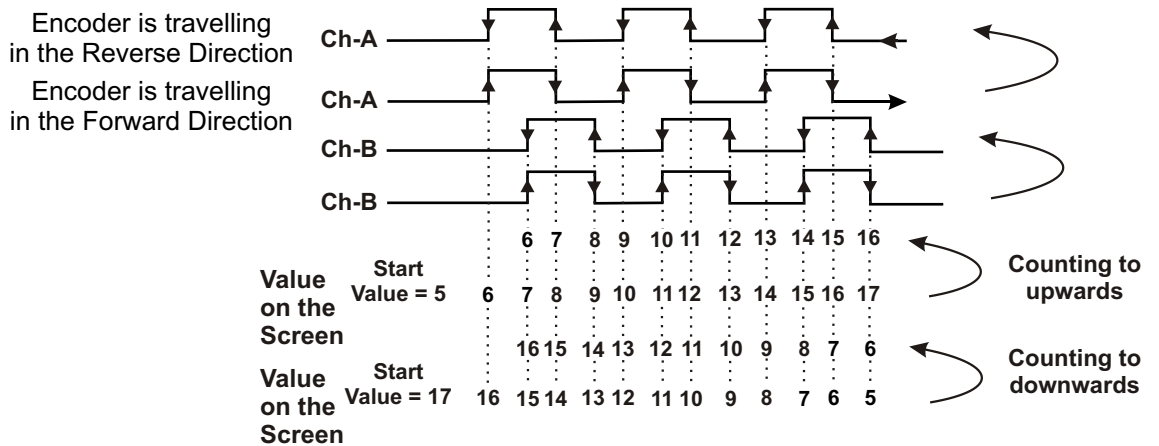 Encoder is travelling
in the Reverse Direction
Ch-A
Encoder is travelling
in the Forward Direction
Ch-A
Ch-B
Ch-B
6 7 8 9 10 11 12 13 14 15 16
Value
on the
Screen
Start
Value = 5
6 7 8 9 10 11 12 13 14 15 16 17
Counting to
upwards
16 15 14 13 12 11 10 9 8 7 6
Value
on the
Screen
Start
Value = 17
16 15 14 13 12 11 10 9 8 7 6 5
Counting to
downwards